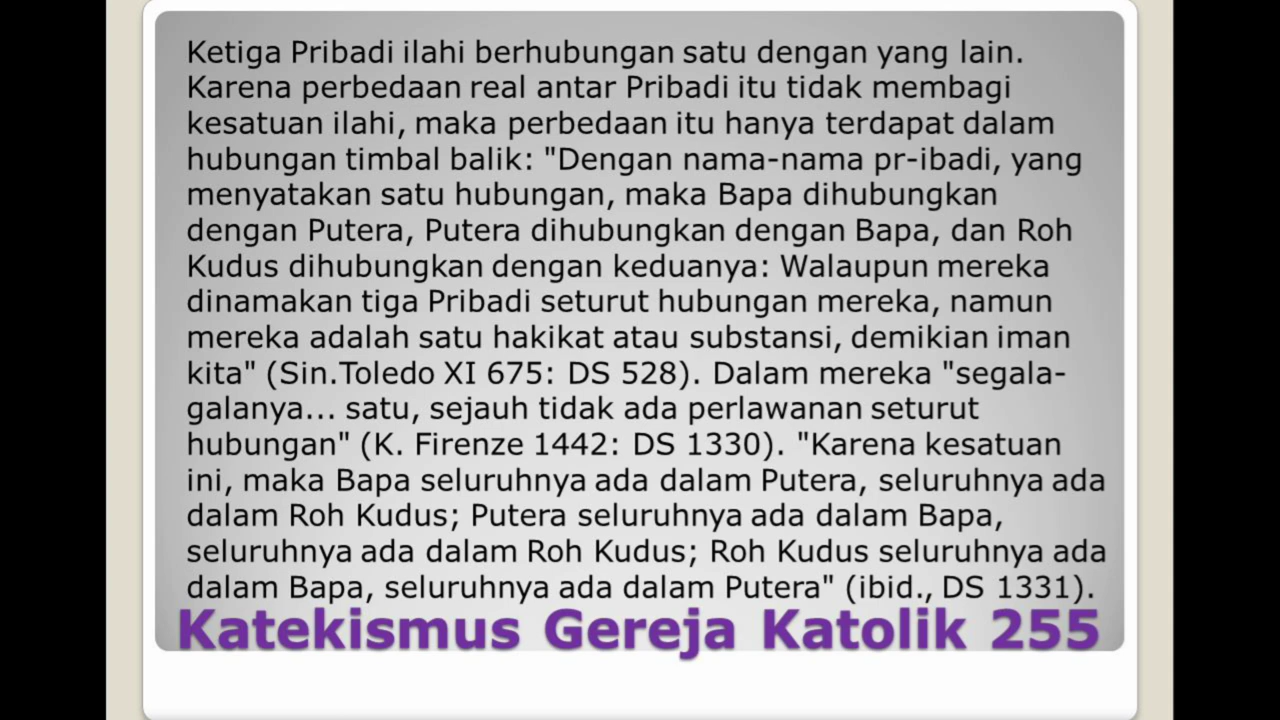 Ketiga Pribadi ilahi berhubungan satu dengan yang lain.
Karena perbedaan real antar Pribadi itu tidak membagi
kesatuan ilahi, maka perbedaan itu hanya terdapat dalam
hubungan timbal balik: "Dengan nama-nama pr-ibadi, yang
menyatakan satu hubungan, maka Bapa dihubungkan
dengan Putera, Putera dihubungkan dengan Bapa, dan Roh
Kudus dihubungkan dengan keduanya: Walaupun mereka
dinamakan tiga Pribadi seturut hubungan mereka, namun
mereka adalah satu hakikat atau substansi, demikian iman
kita" (Sin.Toledo XI 675: DS 528). Dalam mereka "segala-
galanya... satu, sejauh tidak ada perlawanan seturut
hubungan" (K. Firenze 1442: DS 1330). "Karena kesatuan
ini, maka Bapa seluruhnya ada dalam Putera, seluruhnya ada
dalam Roh Kudus; Putera seluruhnya ada dalam Bapa,
seluruhnya ada dalam Roh Kudus; Roh Kudus seluruhnya ada
dalam Bapa, seluruhnya ada dalam Putera" (ibid., DS 1331).
Katekismus Gereja Katolik 255